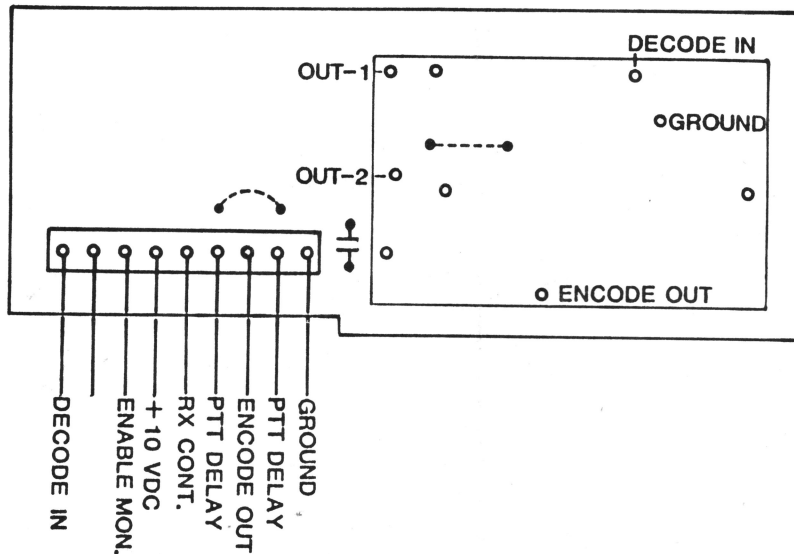 DECODE IN
OUT-1
GROUND
OUT-2
ENCODE OUT
DECODE IN
ENABLE MON.
+10 VDC
RX CONT.
PTT DELAY
ENCODE OUT
PTT DELAY
GROUND